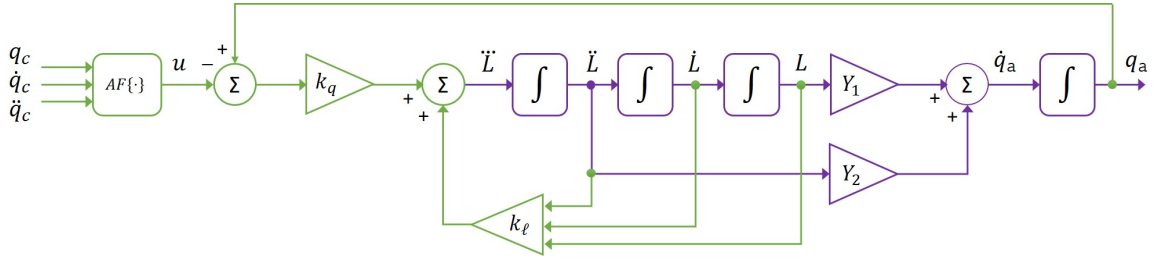 q_c
q̇_c
q̈_c
AF{·}
u
−
+
Σ
k_q
+
+
Σ
L⃛
∫
L̈
∫
L̇
∫
L
Y_1
Y_2
+
+
Σ
q̇_a
∫
q_a
k_ℓ